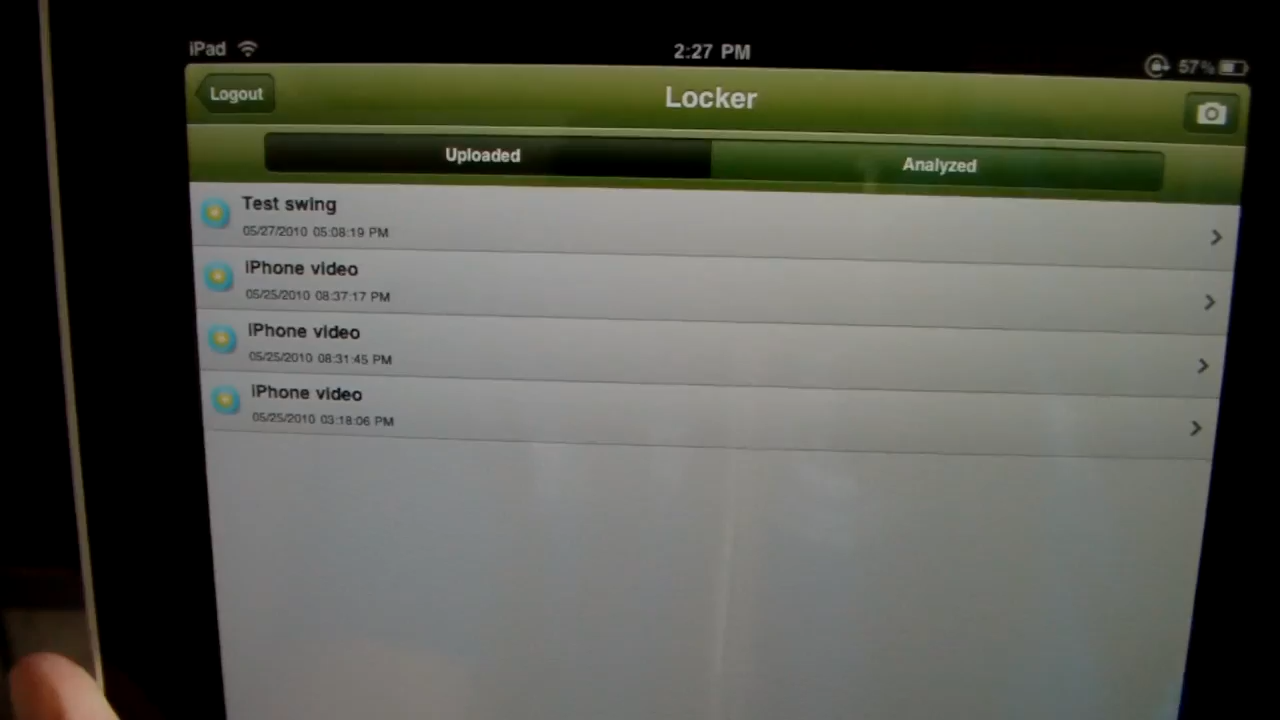 iPad 2:27 PM 57%
Logout Locker
Uploaded Analyzed
Test swing
05/27/2010 05:08:19 PM
iPhone video
05/25/2010 08:37:17 PM
iPhone video
05/25/2010 08:31:45 PM
iPhone video
05/25/2010 03:18:06 PM